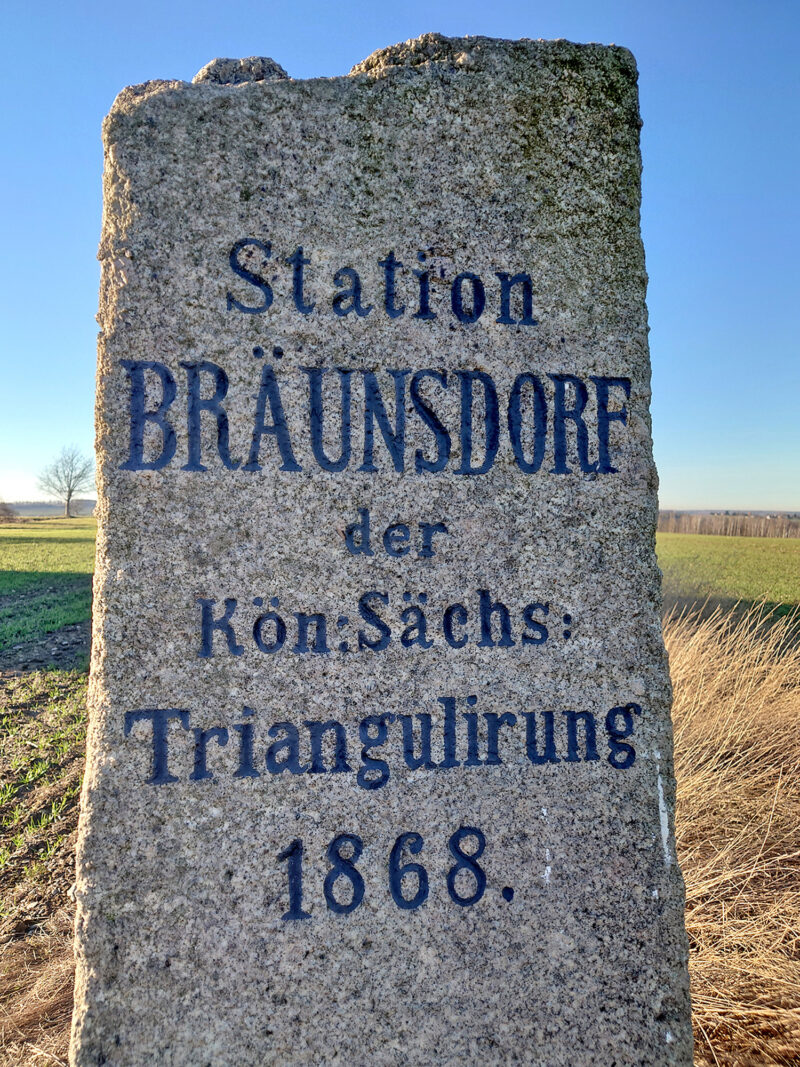 Station
BRÄUNSDORF
der
Kön: Sächs:
Triangulirung
1868.